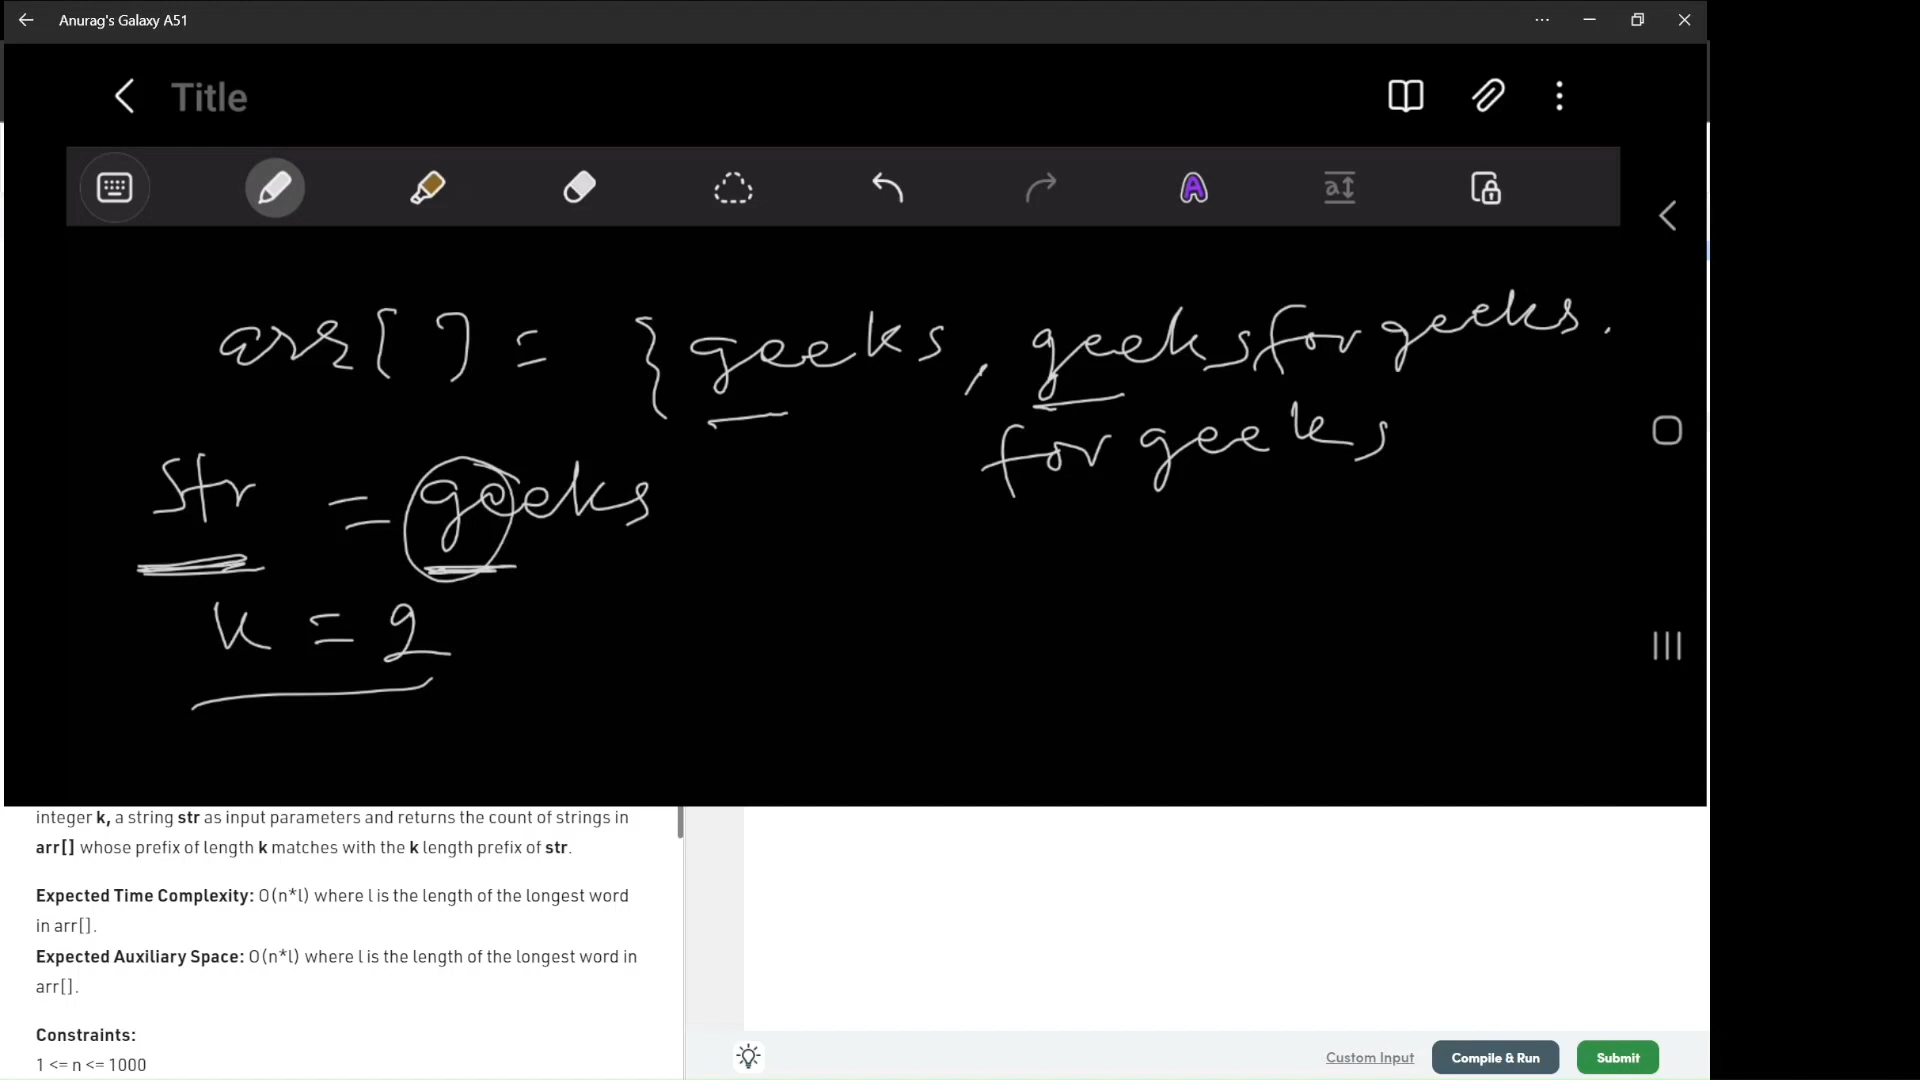 Anurag's Galaxy A51
Title
arr[ ] = { geeks, geeksforgeeks.
forgeeks
str = geeks
k = 2
integer k, a string str as input parameters and returns the count of strings in
arr[] whose prefix of length k matches with the k length prefix of str.
Expected Time Complexity: O(n*l) where l is the length of the longest word
in arr[].
Expected Auxiliary Space: O(n*l) where l is the length of the longest word in
arr[].
Constraints:
1 <= n <= 1000
Custom Input
Compile & Run
Submit